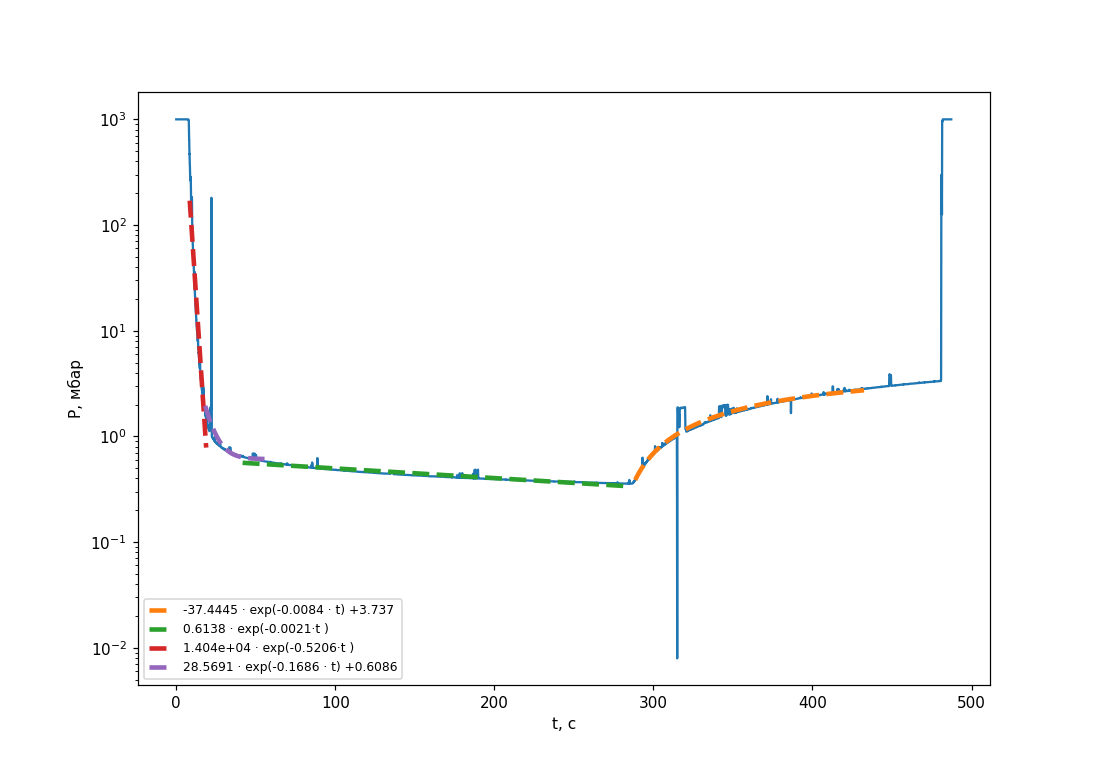 10³
10²
10¹
10⁰
10⁻¹
10⁻²
P, мбар
-37.4445 · exp(-0.0084 · t) +3.737
0.6138 · exp(-0.0021·t )
1.404e+04 · exp(-0.5206·t )
28.5691 · exp(-0.1686 · t) +0.6086
0 100 200 300 400 500
t, с